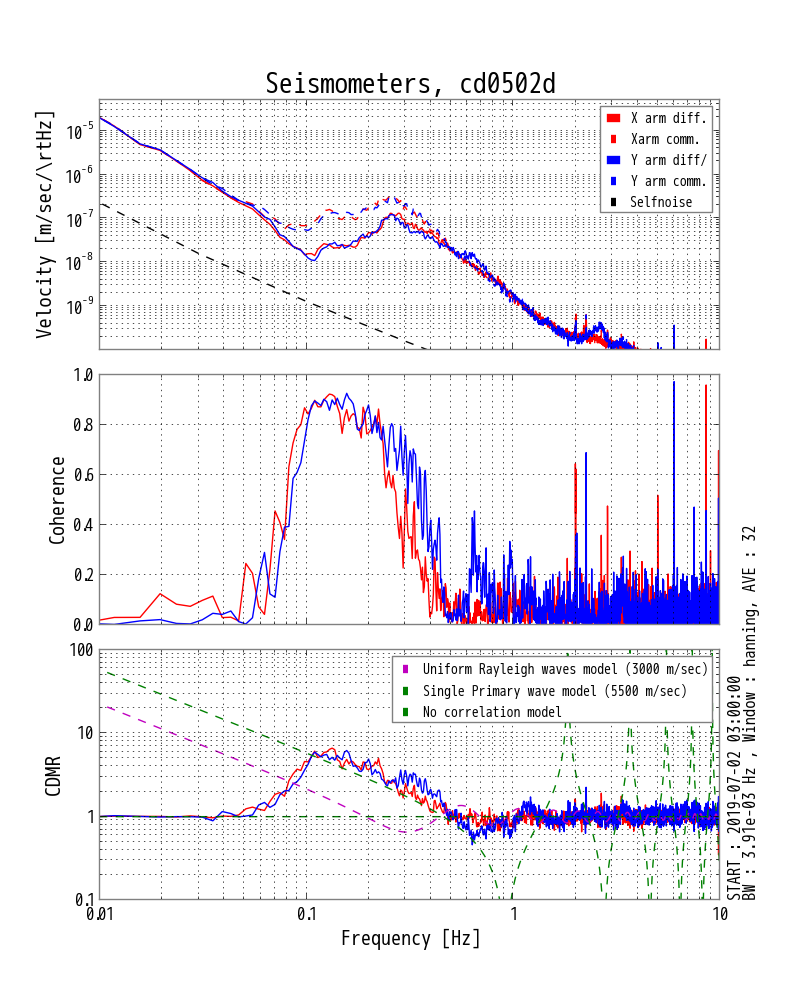 Seismometers, cd0502d
Velocity [m/sec/\rtHz]
10^-5
10^-6
10^-7
10^-8
10^-9
X arm diff.
Xarm comm.
Y arm diff/
Y arm comm.
Selfnoise
Coherence
1.0
0.8
0.6
0.4
0.2
0.0
CDMR
100
10
1
0.1
Uniform Rayleigh waves model (3000 m/sec)
Single Primary wave model (5500 m/sec)
No correlation model
0.01
0.1
1
10
Frequency [Hz]
START : 2019-07-02 03:00:00
BW : 3.91e-03 Hz , Window : hanning, AVE : 32